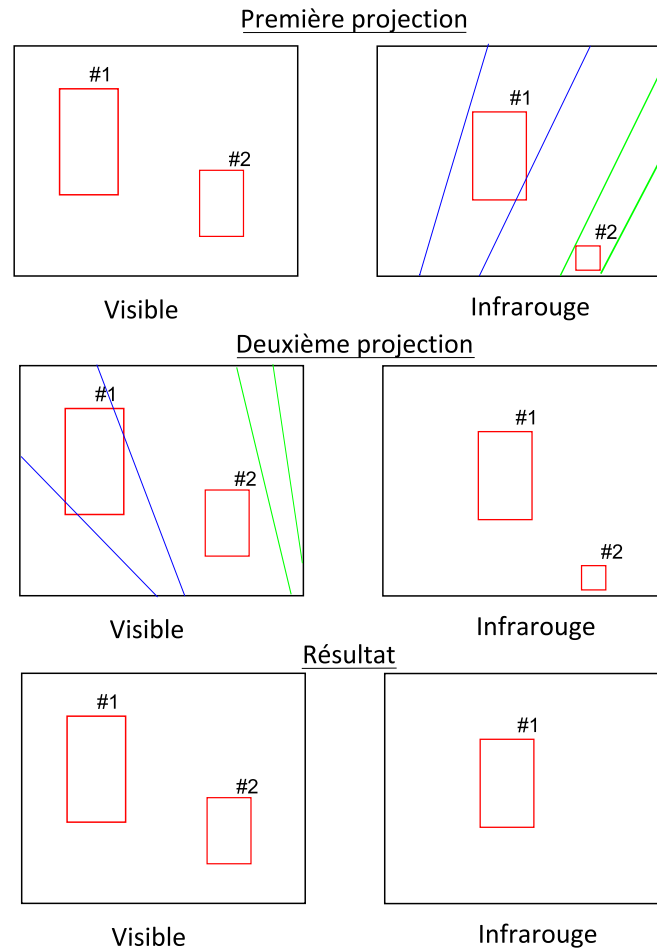 Première projection
#1
#2
#1
#2
Visible
Infrarouge
Deuxième projection
#1
#2
#1
#2
Visible
Infrarouge
Résultat
#1
#2
#1
Visible
Infrarouge